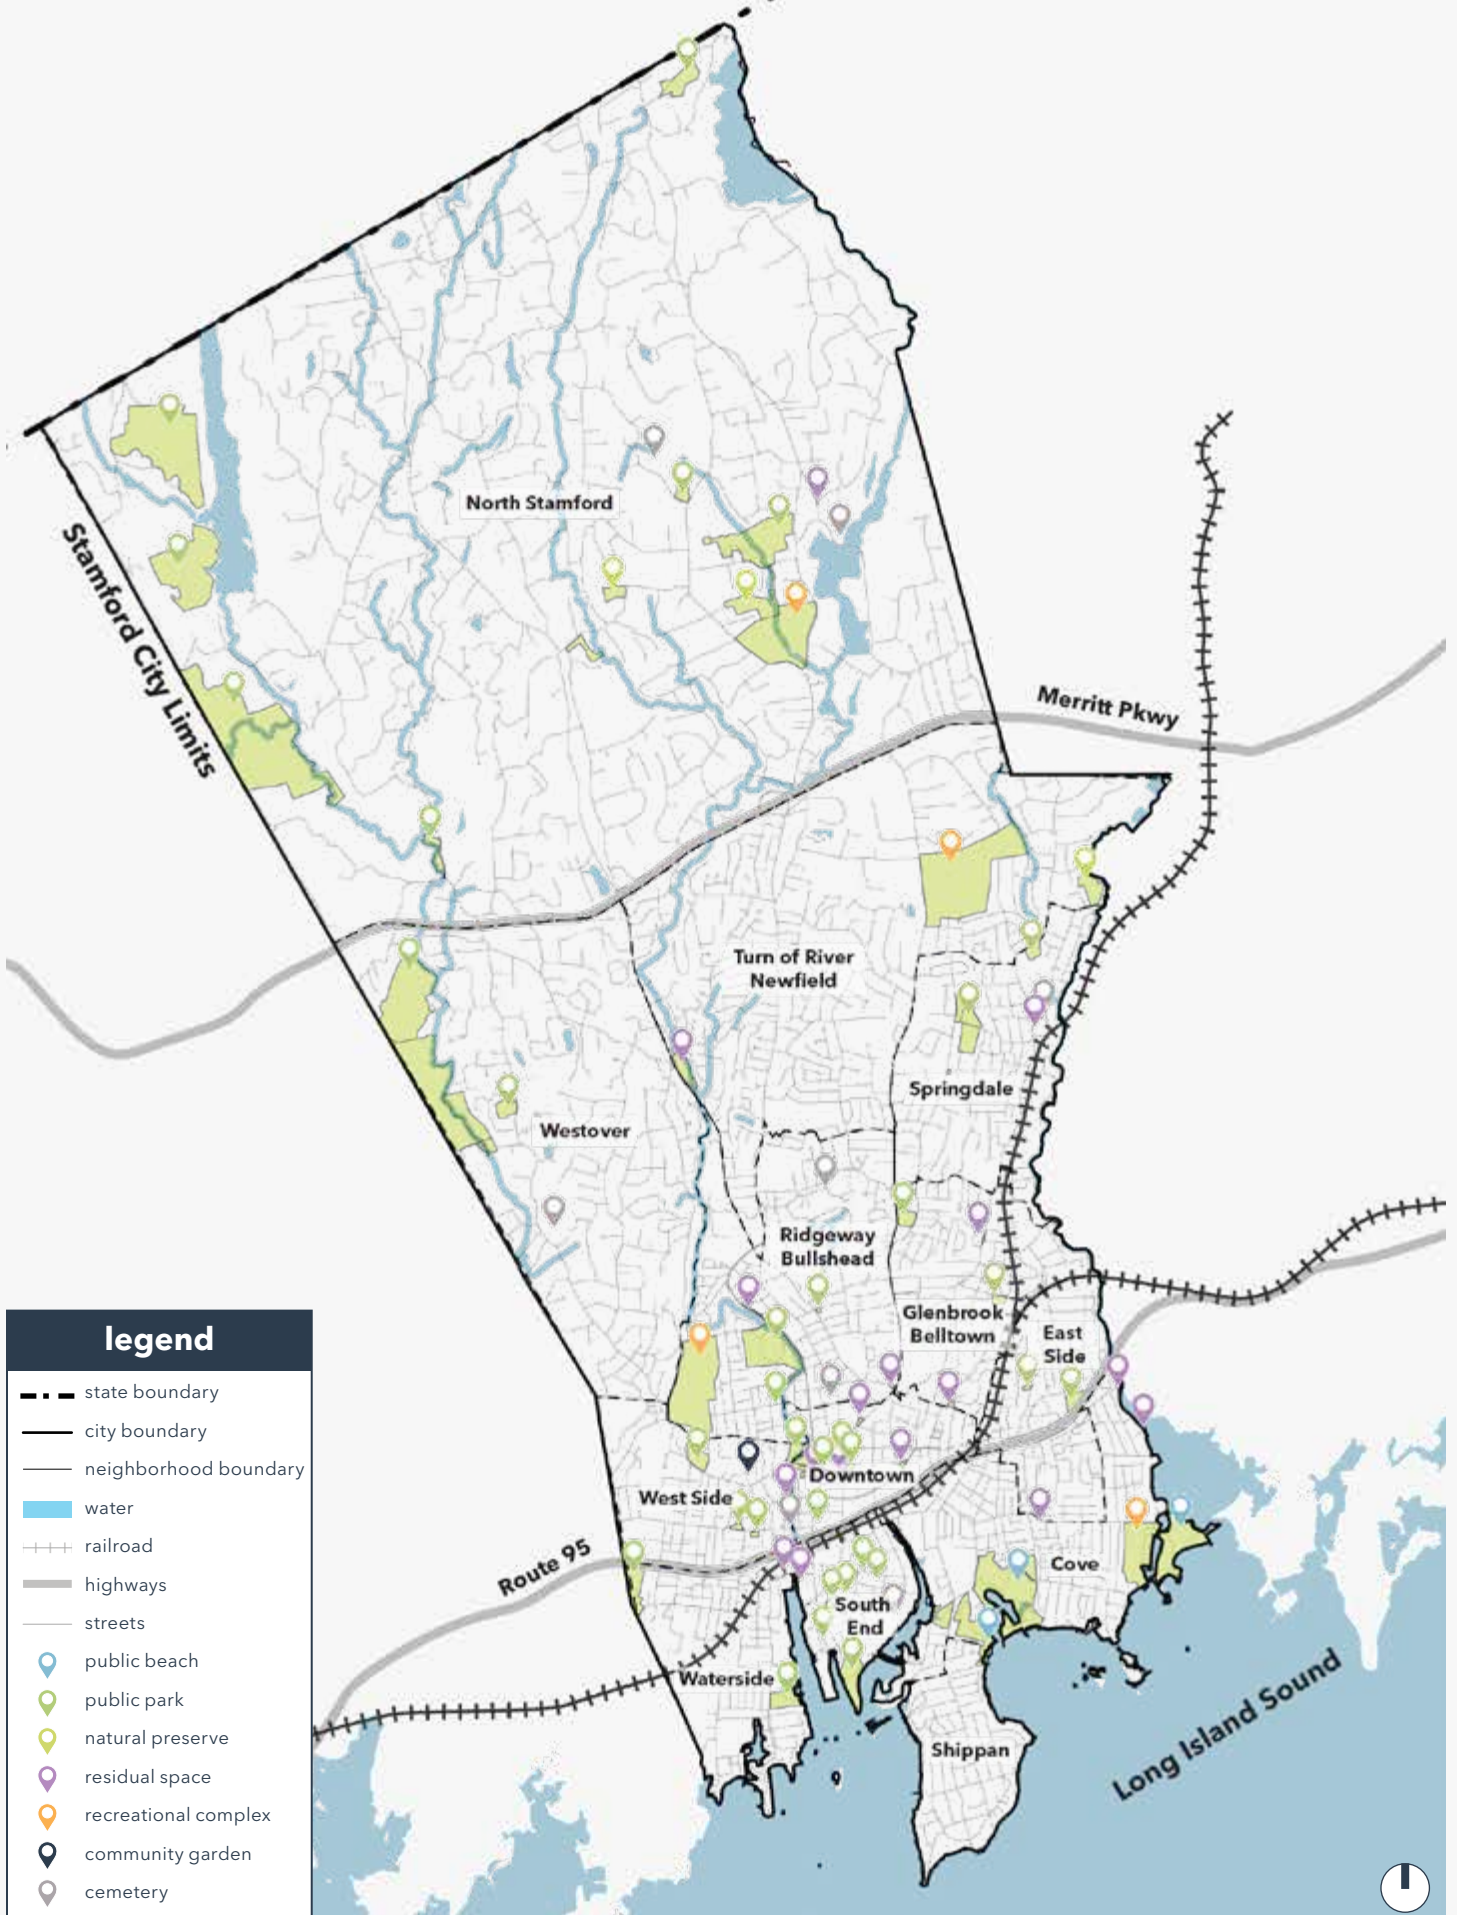 North Stamford
Stamford City Limits
Merritt Pkwy
Turn of River
Newfield
Springdale
Westover
Ridgeway
Bullshead
Glenbrook
Belltown
East
Side
Downtown
West Side
Route 95
Cove
South
End
Waterside
Shippan
Long Island Sound
legend
state boundary
city boundary
neighborhood boundary
water
railroad
highways
streets
public beach
public park
natural preserve
residual space
recreational complex
community garden
cemetery